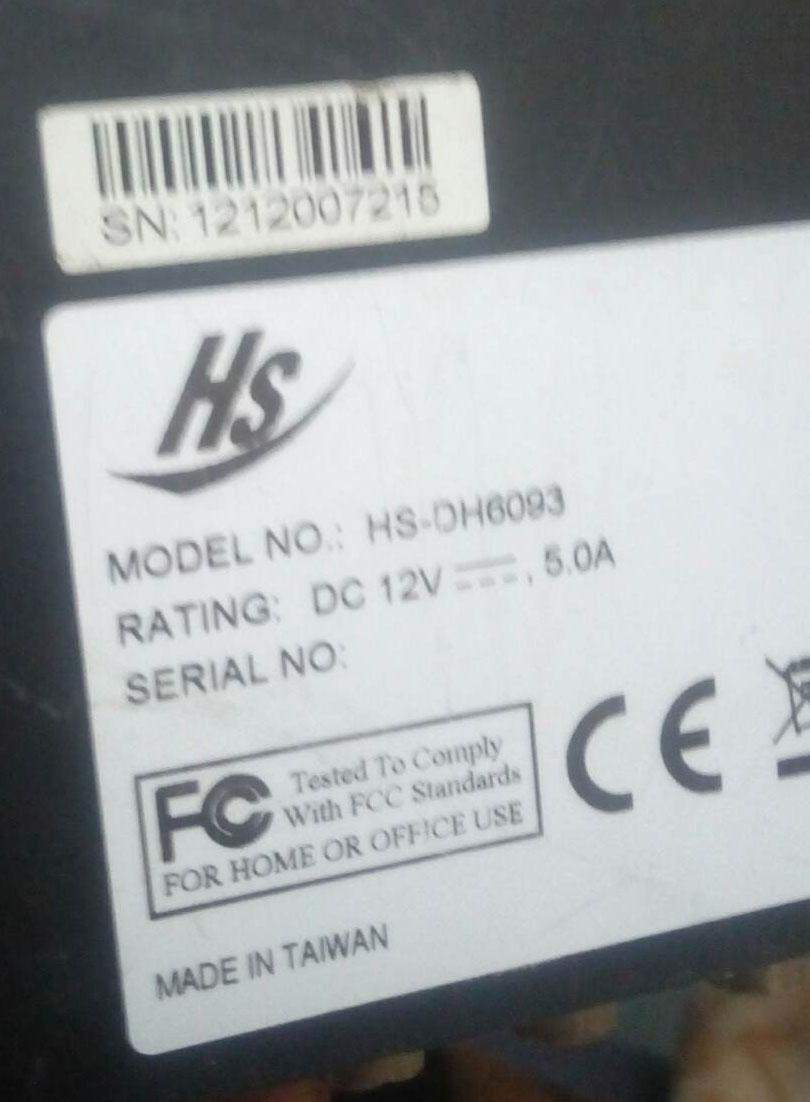 SN: 1212007215
Hs
MODEL NO.: HS-DH6093
RATING: DC 12V ⎓, 5.0A
SERIAL NO:
FC Tested To Comply
With FCC Standards
FOR HOME OR OFFICE USE
CE
MADE IN TAIWAN